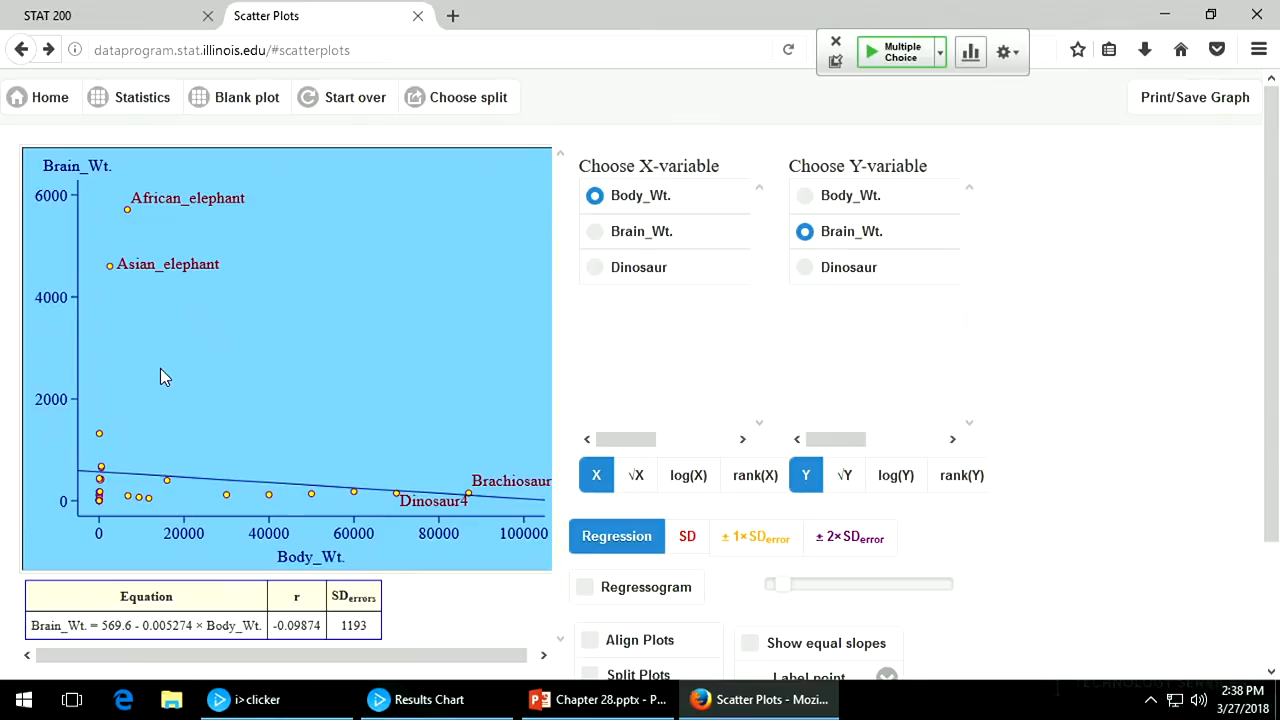 STAT 200
Scatter Plots
dataprogram.stat.illinois.edu/#scatterplots
Multiple
Choice
Home
Statistics
Blank plot
Start over
Choose split
Print/Save Graph
Brain_Wt.
6000
African_elephant
Asian_elephant
4000
2000
0
Brachiosaur
Dinosaur4
0 20000 40000 60000 80000 100000
Body_Wt.
Equation r SDerrors
Brain_Wt. = 569.6 - 0.005274 × Body_Wt. -0.09874 1193
Choose X-variable
Body_Wt.
Brain_Wt.
Dinosaur
Choose Y-variable
Body_Wt.
Brain_Wt.
Dinosaur
X √X log(X) rank(X)
Y √Y log(Y) rank(Y)
Regression SD ± 1× SDerror ± 2× SDerror
Regressogram
Align Plots
Show equal slopes
Split Plots
Label point
i>clicker
Results Chart
Chapter 28.pptx - P...
Scatter Plots - Mozi...
2:38 PM
3/27/2018